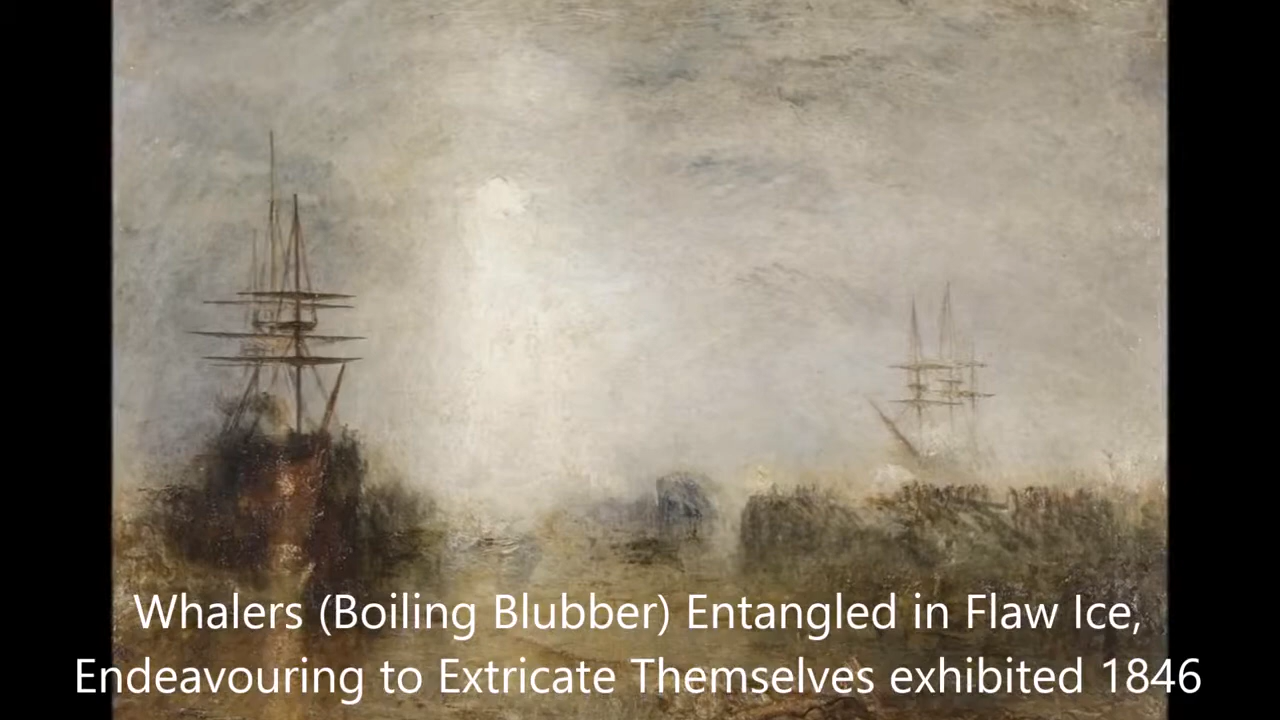 Whalers (Boiling Blubber) Entangled in Flaw Ice,
Endeavouring to Extricate Themselves exhibited 1846